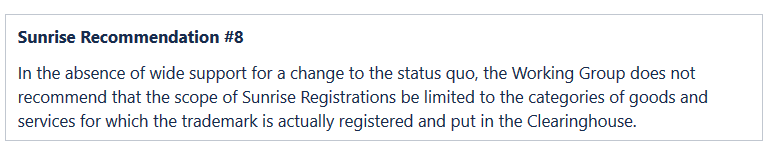 Sunrise Recommendation #8
In the absence of wide support for a change to the status quo, the Working Group does not
recommend that the scope of Sunrise Registrations be limited to the categories of goods and
services for which the trademark is actually registered and put in the Clearinghouse.